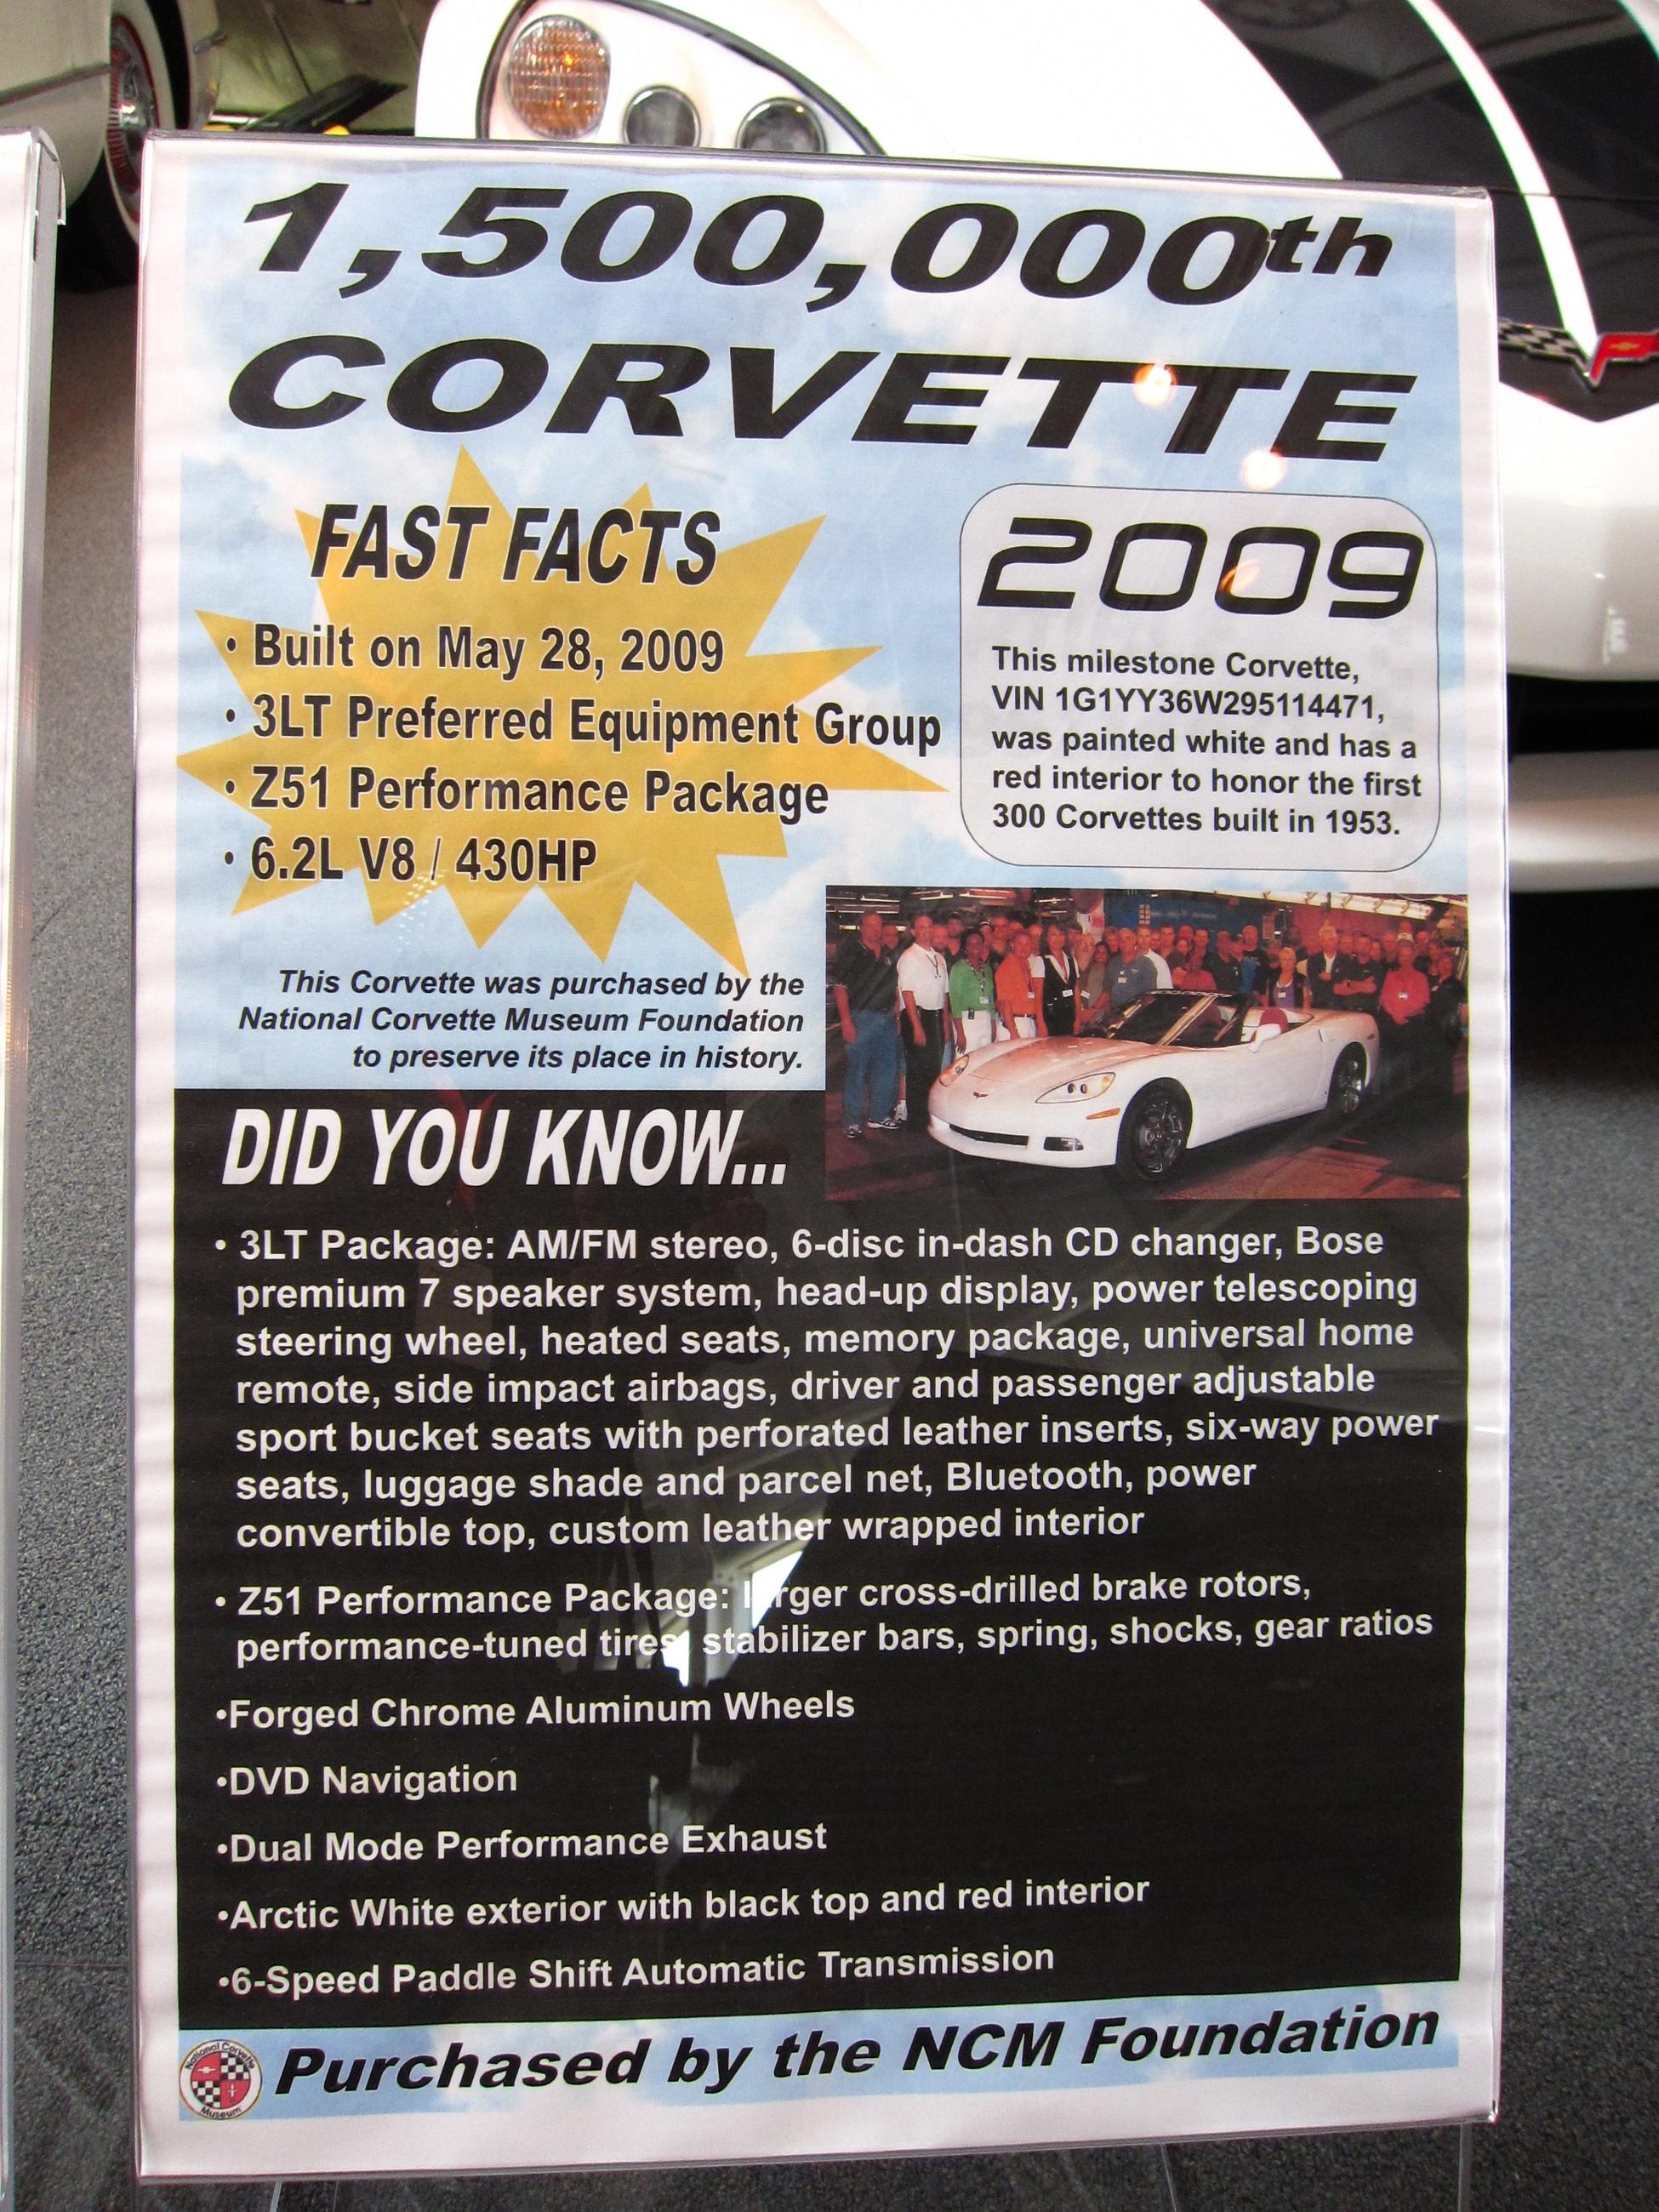 1,500,000th
CORVETTE
FAST FACTS
• Built on May 28, 2009
• 3LT Preferred Equipment Group
• Z51 Performance Package
• 6.2L V8 / 430HP
2009
This milestone Corvette,
VIN 1G1YY36W295114471,
was painted white and has a
red interior to honor the first
300 Corvettes built in 1953.
This Corvette was purchased by the
National Corvette Museum Foundation
to preserve its place in history.
DID YOU KNOW...
• 3LT Package: AM/FM stereo, 6-disc in-dash CD changer, Bose
premium 7 speaker system, head-up display, power telescoping
steering wheel, heated seats, memory package, universal home
remote, side impact airbags, driver and passenger adjustable
sport bucket seats with perforated leather inserts, six-way power
seats, luggage shade and parcel net, Bluetooth, power
convertible top, custom leather wrapped interior
• Z51 Performance Package: larger cross-drilled brake rotors,
performance-tuned tires, stabilizer bars, spring, shocks, gear ratios
•Forged Chrome Aluminum Wheels
•DVD Navigation
•Dual Mode Performance Exhaust
•Arctic White exterior with black top and red interior
•6-Speed Paddle Shift Automatic Transmission
National Corvette
Museum
Purchased by the NCM Foundation